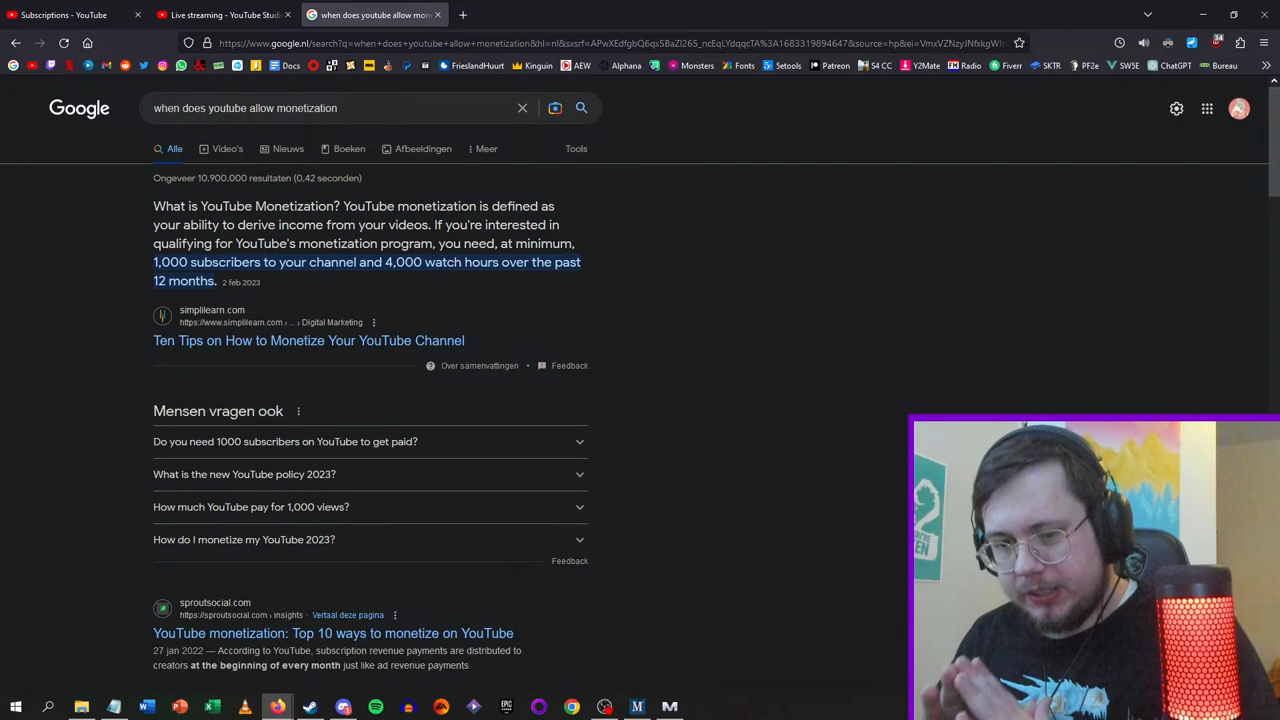 Subscriptions - YouTube
Live streaming - YouTube Studi
when does youtube allow mone
https://www.google.nl/search?q=when+does+youtube+allow+monetization&hl=nl&sxsrf=
24
Docs
FrieslandHuurt
Kinguin
AEW
Alphana
Monsters
Fonts
Setools
Patreon
S4 CC
Y2Mate
Radio
Fiverr
SKTR
PF2e
SW5E
ChatGPT
Bureau
Google
when does youtube allow monetization
Alle
Video's
Nieuws
Boeken
Afbeeldingen
Meer
Tools
Ongeveer 10.900.000 resultaten (0,42 seconden)
What is YouTube Monetization? YouTube monetization is defined as
your ability to derive income from your videos. If you're interested in
qualifying for YouTube's monetization program, you need, at minimum,
1,000 subscribers to your channel and 4,000 watch hours over the past
12 months. 2 feb 2023
simplilearn.com
https://www.simplilearn.com › ... › Digital Marketing
Ten Tips on How to Monetize Your YouTube Channel
Over samenvattingen • Feedback
Mensen vragen ook
Do you need 1000 subscribers on YouTube to get paid?
What is the new YouTube policy 2023?
How much YouTube pay for 1,000 views?
How do I monetize my YouTube 2023?
Feedback
sproutsocial.com
https://sproutsocial.com › insights · Vertaal deze pagina
YouTube monetization: Top 10 ways to monetize on YouTube
27 jan 2022 — According to YouTube, subscription revenue payments are distributed to
creators at the beginning of every month just like ad revenue payments.